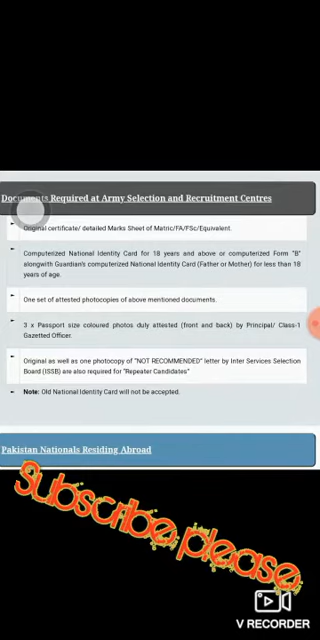 Documents Required at Army Selection and Recruitment Centres
Original certificate/ detailed Marks Sheet of Matric/FA/FSc/Equivalent.
Computerized National Identity Card for 18 years and above or computerized Form "B"
alongwith Guardian's computerized National Identity Card (Father or Mother) for less than 18
years of age.
One set of attested photocopies of above mentioned documents.
3 x Passport size coloured photos duly attested (front and back) by Principal/ Class-1
Gazetted Officer.
Original as well as one photocopy of "NOT RECOMMENDED" letter by Inter Services Selection
Board (ISSB) are also required for "Repeater Candidates"
Note: Old National Identity Card will not be accepted.
Pakistan Nationals Residing Abroad
Subscribe please
V RECORDER